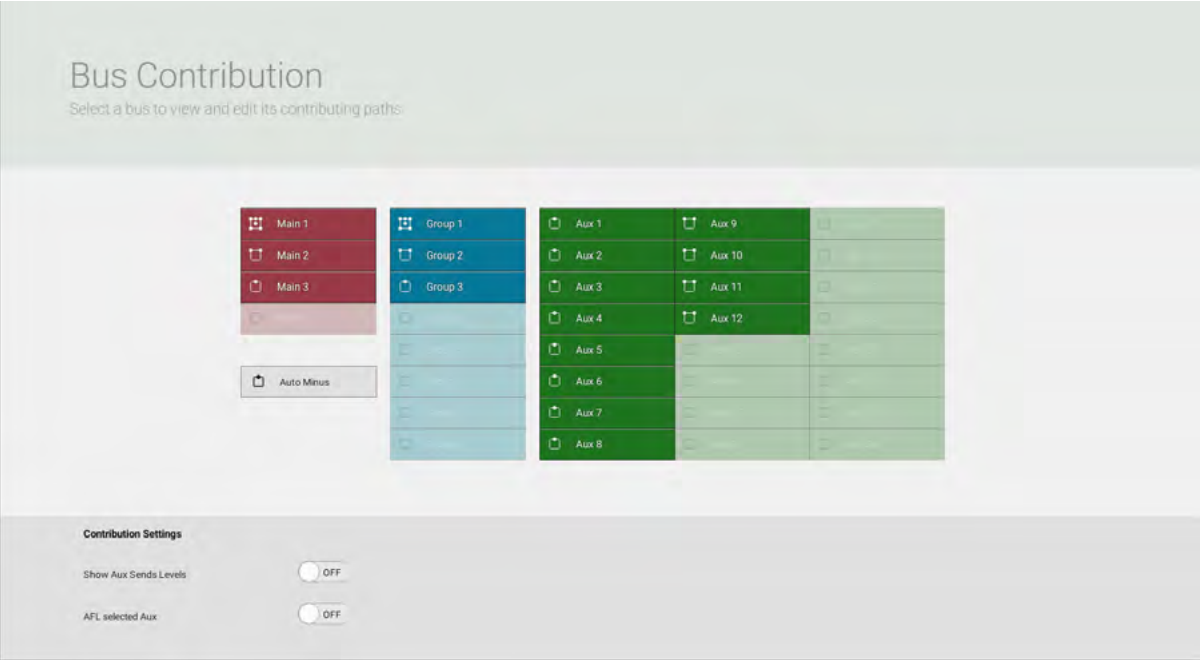 Bus Contribution
Select a bus to view and edit its contributing paths
Main 1
Main 2
Main 3
Auto Minus
Group 1
Group 2
Group 3
Aux 1
Aux 2
Aux 3
Aux 4
Aux 5
Aux 6
Aux 7
Aux 8
Aux 9
Aux 10
Aux 11
Aux 12
Contribution Settings
Show Aux Sends Levels OFF
AFL selected Aux OFF